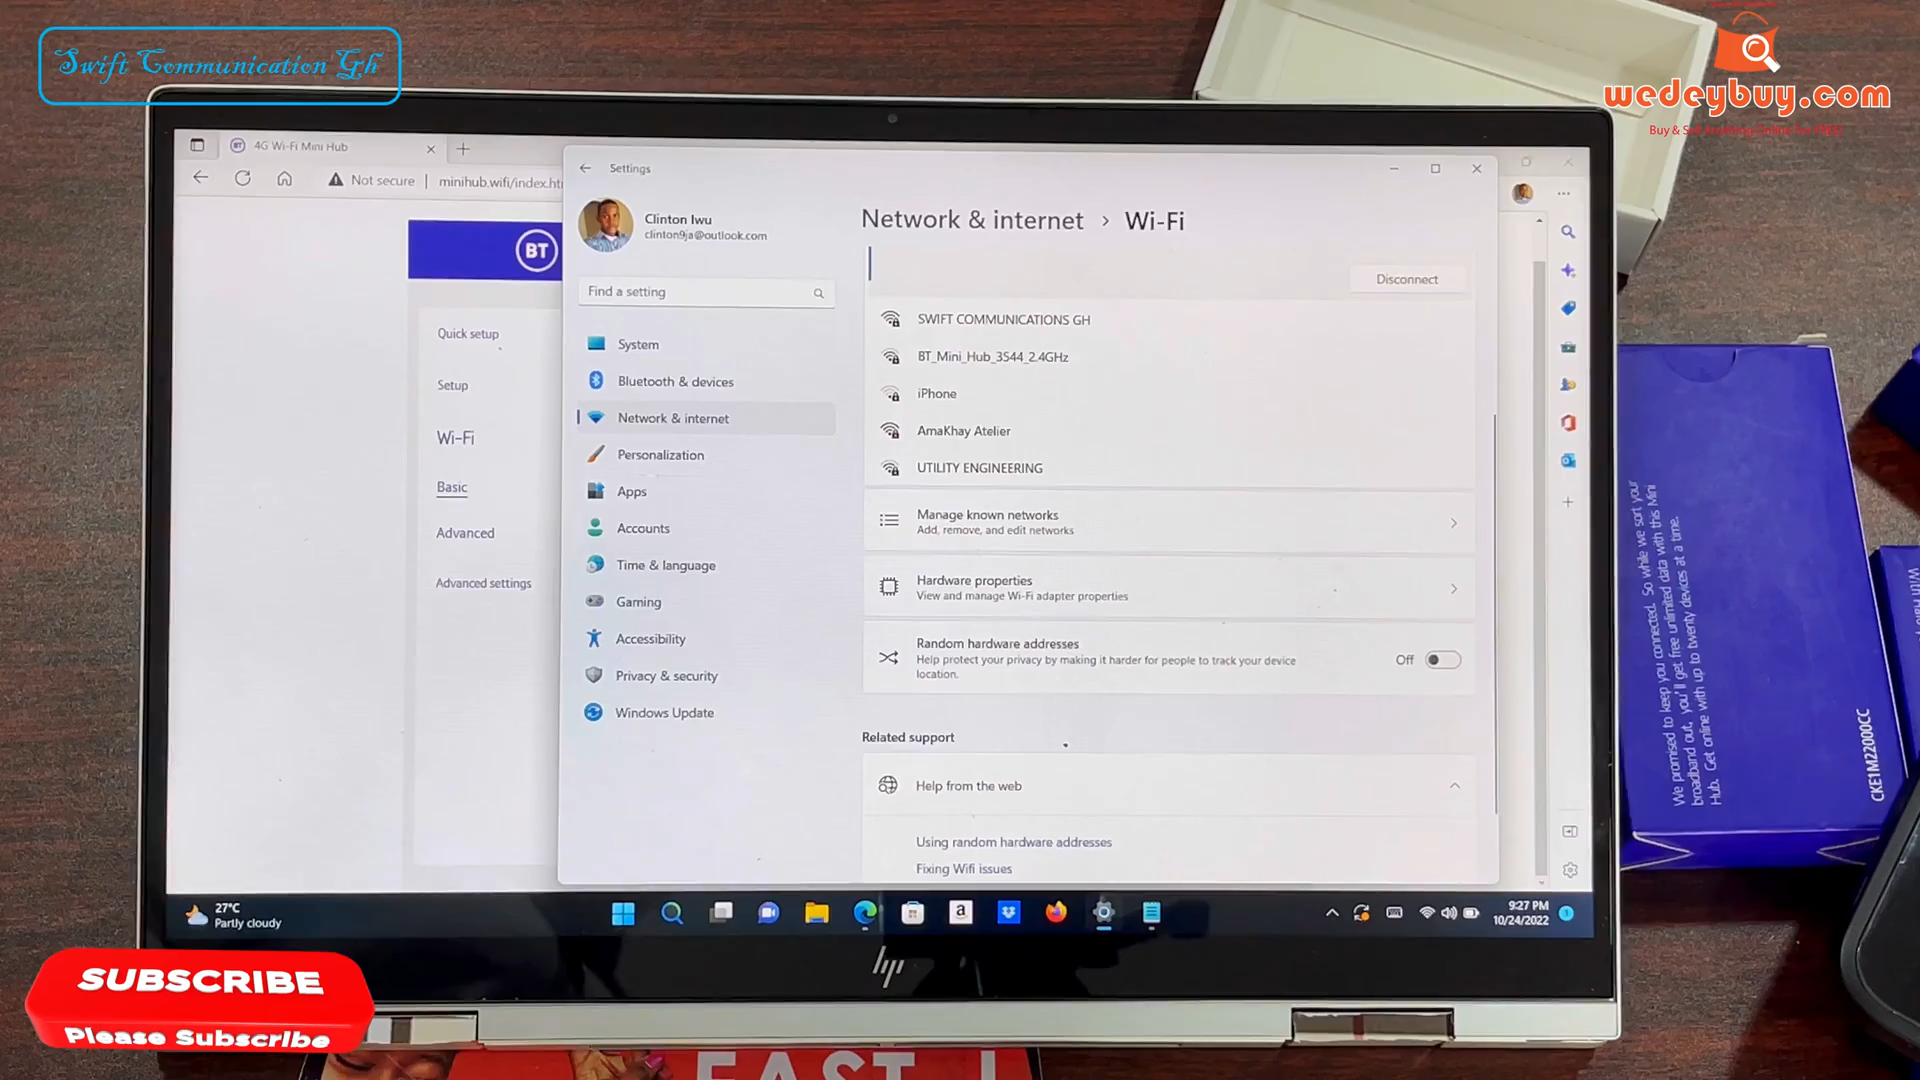 Swift Communication Gh
wedeybuy.com
Buy & Sell Anything Online For FREE
4G Wi-Fi Mini Hub
Not secure
minihub.wifi/index.ht
BT
Quick setup
Setup
Wi-Fi
Basic
Advanced
Advanced settings
Settings
Clinton Iwu
clinton9ja@outlook.com
Find a setting
System
Bluetooth & devices
Network & internet
Personalization
Apps
Accounts
Time & language
Gaming
Accessibility
Privacy & security
Windows Update
Network & internet > Wi-Fi
Disconnect
SWIFT COMMUNICATIONS GH
BT_Mini_Hub_3544_2.4GHz
iPhone
AmaKhay Atelier
UTILITY ENGINEERING
Manage known networks
Add, remove, and edit networks
Hardware properties
View and manage Wi-Fi adapter properties
Random hardware addresses
Help protect your privacy by making it harder for people to track your device
location.
Off
Related support
Help from the web
Using random hardware addresses
Fixing Wifi issues
27°C
Partly cloudy
a
9:27 PM
10/24/2022
1
hp
We promised to keep you connected. So while we sort your
broadband out, you'll get free unlimited data with this Mini
Hub. Get online with up to twenty devices at a time.
CKE1M22000CC
SUBSCRIBE
Please Subscribe